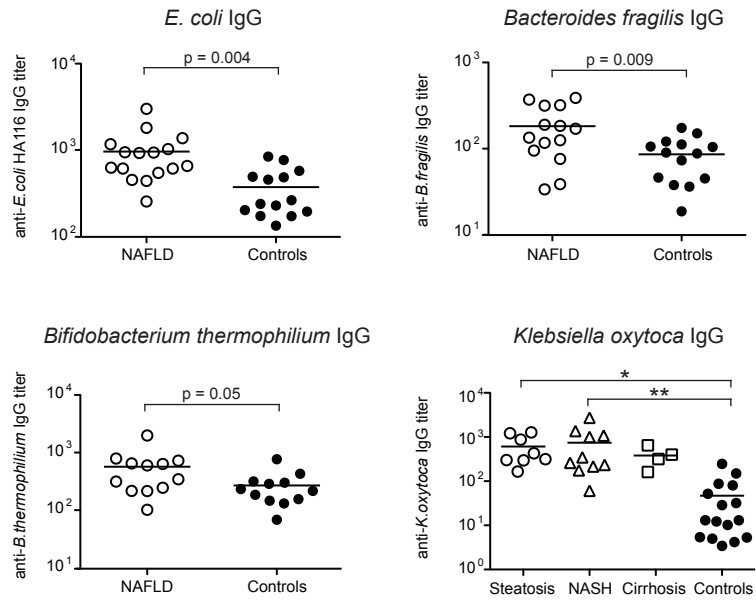 E. coli IgG
p = 0.004
anti-E.coli HA116 IgG titer
10⁴
10³
10²
NAFLD Controls
Bacteroides fragilis IgG
p = 0.009
anti-B.fragilis IgG titer
10³
10²
10¹
NAFLD Controls
Bifidobacterium thermophilium IgG
p = 0.05
anti-B.thermophilium IgG titer
10⁴
10³
10²
10¹
NAFLD Controls
Klebsiella oxytoca IgG
*
**
anti-K.oxytoca IgG titer
10⁴
10³
10²
10¹
10⁰
Steatosis NASH Cirrhosis Controls